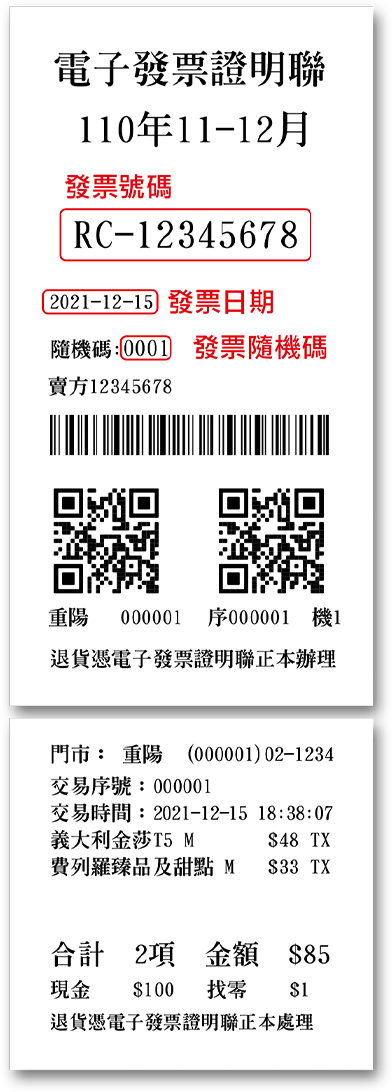 電子發票證明聯
110年11-12月
發票號碼
RC-12345678
2021-12-15 發票日期
隨機碼:0001 發票隨機碼
賣方12345678
重陽 000001 序000001 機1
退貨憑電子發票證明聯正本辦理
門市： 重陽 (000001)02-1234
交易序號：000001
交易時間：2021-12-15 18:38:07
義大利金莎T5 M $48 TX
費列羅臻品及甜點 M $33 TX
合計 2項 金額 $85
現金 $100 找零 $1
退貨憑電子發票證明聯正本處理